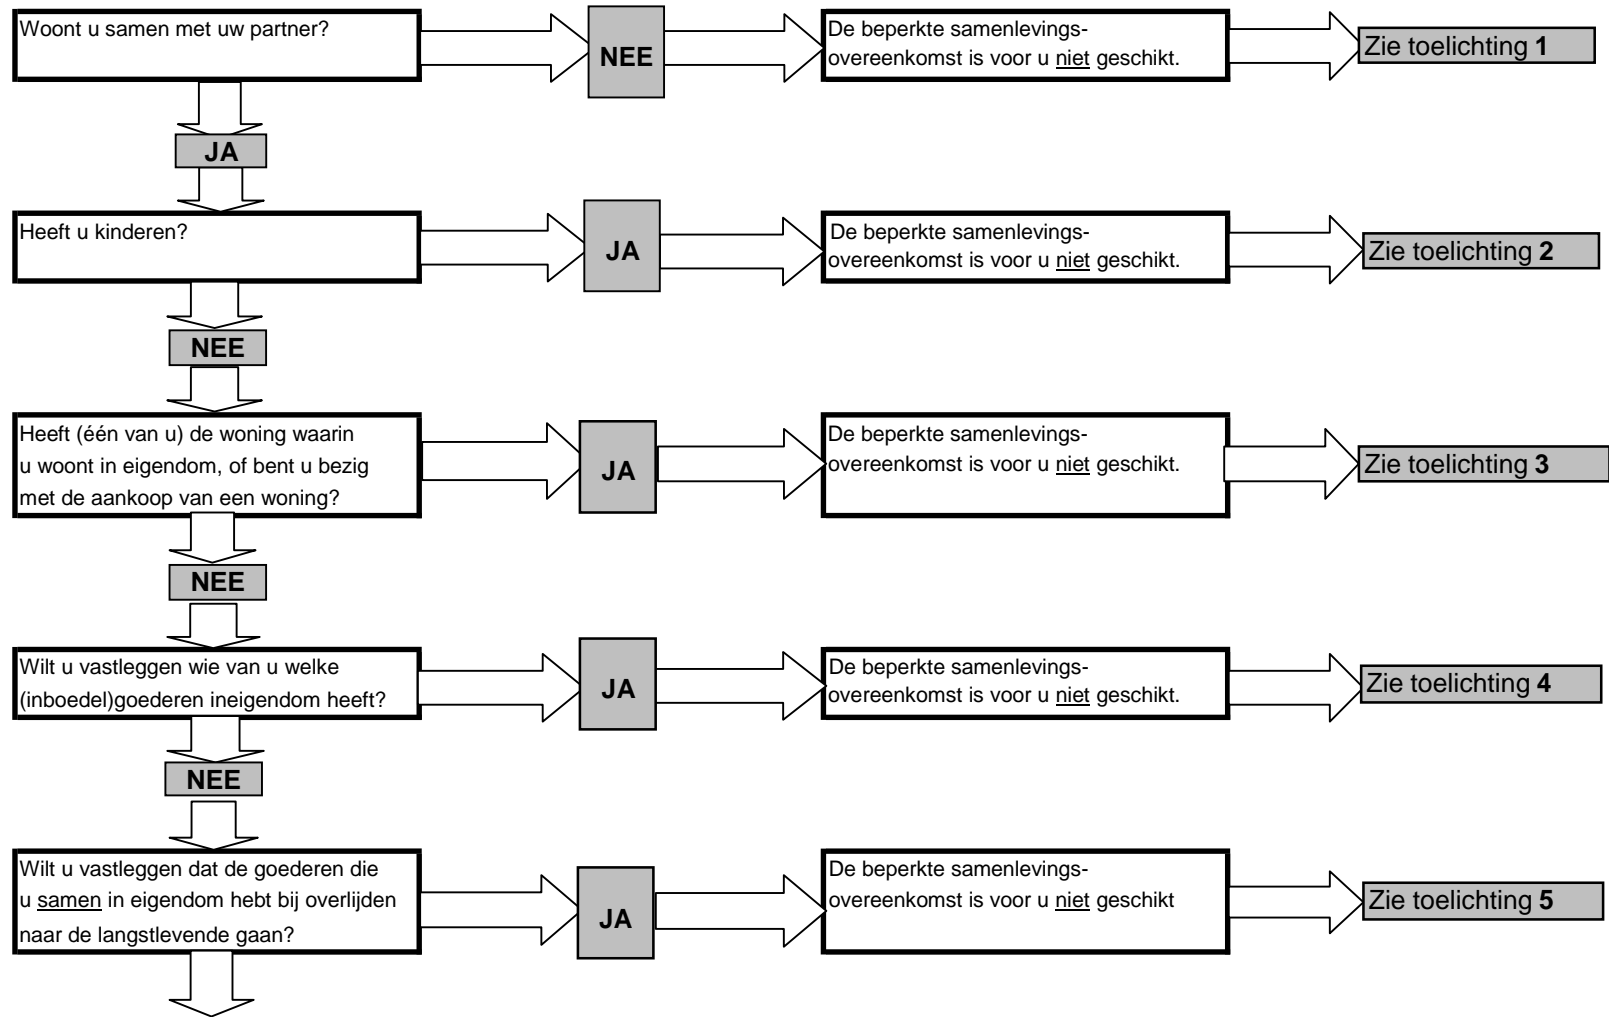 Woont u samen met uw partner?
NEE
De beperkte samenlevings-
overeenkomst is voor u niet geschikt.
Zie toelichting 1
JA
Heeft u kinderen?
JA
De beperkte samenlevings-
overeenkomst is voor u niet geschikt.
Zie toelichting 2
NEE
Heeft (één van u) de woning waarin
u woont in eigendom, of bent u bezig
met de aankoop van een woning?
JA
De beperkte samenlevings-
overeenkomst is voor u niet geschikt.
Zie toelichting 3
NEE
Wilt u vastleggen wie van u welke
(inboedel)goederen ineigendom heeft?
JA
De beperkte samenlevings-
overeenkomst is voor u niet geschikt.
Zie toelichting 4
NEE
Wilt u vastleggen dat de goederen die
u samen in eigendom hebt bij overlijden
naar de langstlevende gaan?
JA
De beperkte samenlevings-
overeenkomst is voor u niet geschikt
Zie toelichting 5